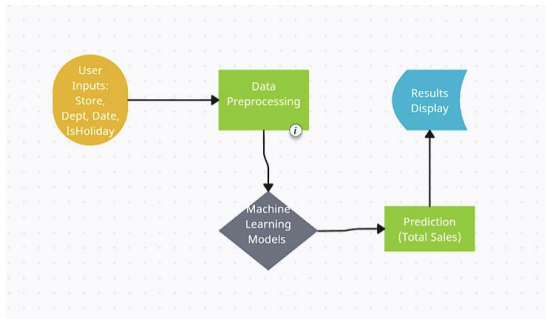 User
Inputs:
Store,
Dept, Date,
IsHoliday
Data
Preprocessing
i
Machine
Learning
Models
Prediction
(Total Sales)
Results
Display